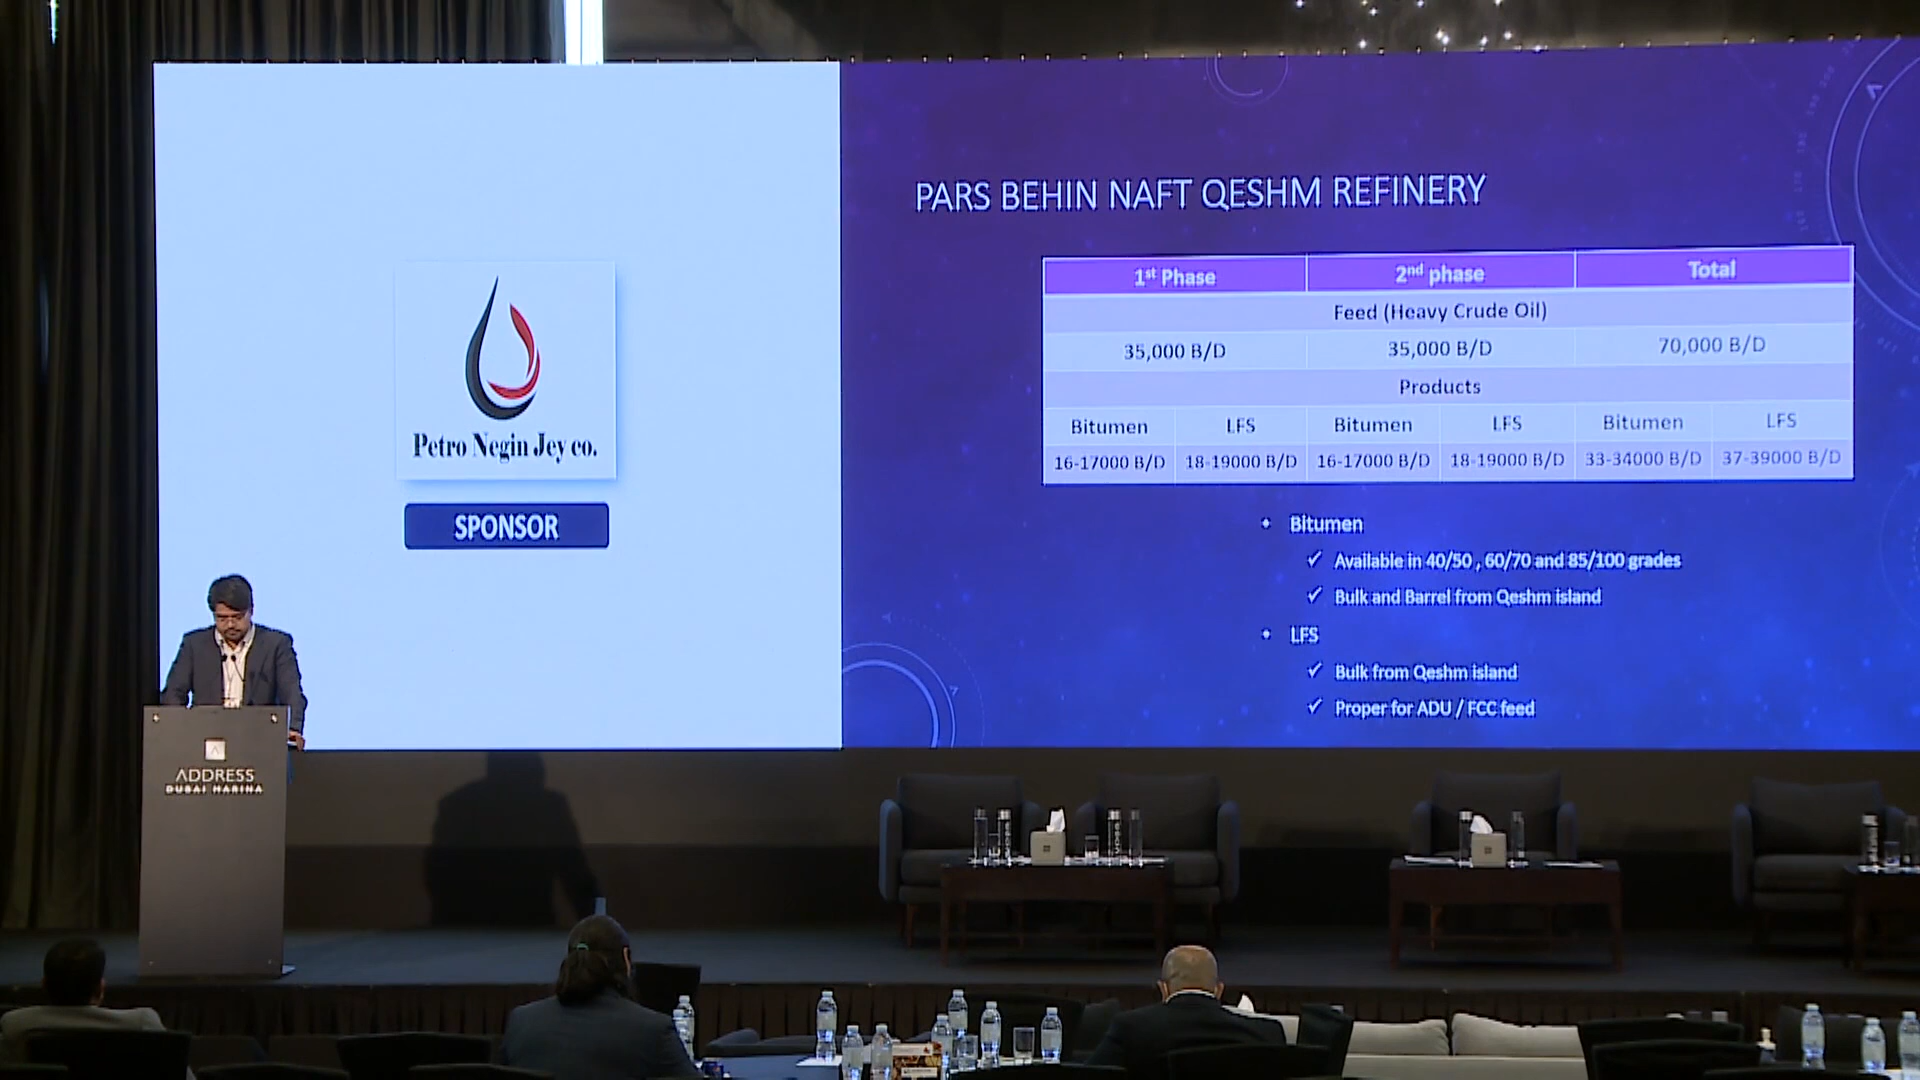 Petro Negin Jey co.
SPONSOR
PARS BEHIN NAFT QESHM REFINERY
1st Phase 2nd phase Total
Feed (Heavy Crude Oil)
35,000 B/D 35,000 B/D 70,000 B/D
Products
Bitumen LFS Bitumen LFS Bitumen LFS
16-17000 B/D 18-19000 B/D 16-17000 B/D 18-19000 B/D 33-34000 B/D 37-39000 B/D
• Bitumen
✓ Available in 40/50 , 60/70 and 85/100 grades
✓ Bulk and Barrel from Qeshm island
• LFS
✓ Bulk from Qeshm island
✓ Proper for ADU / FCC feed
ADDRESS
DUBAI MARINA